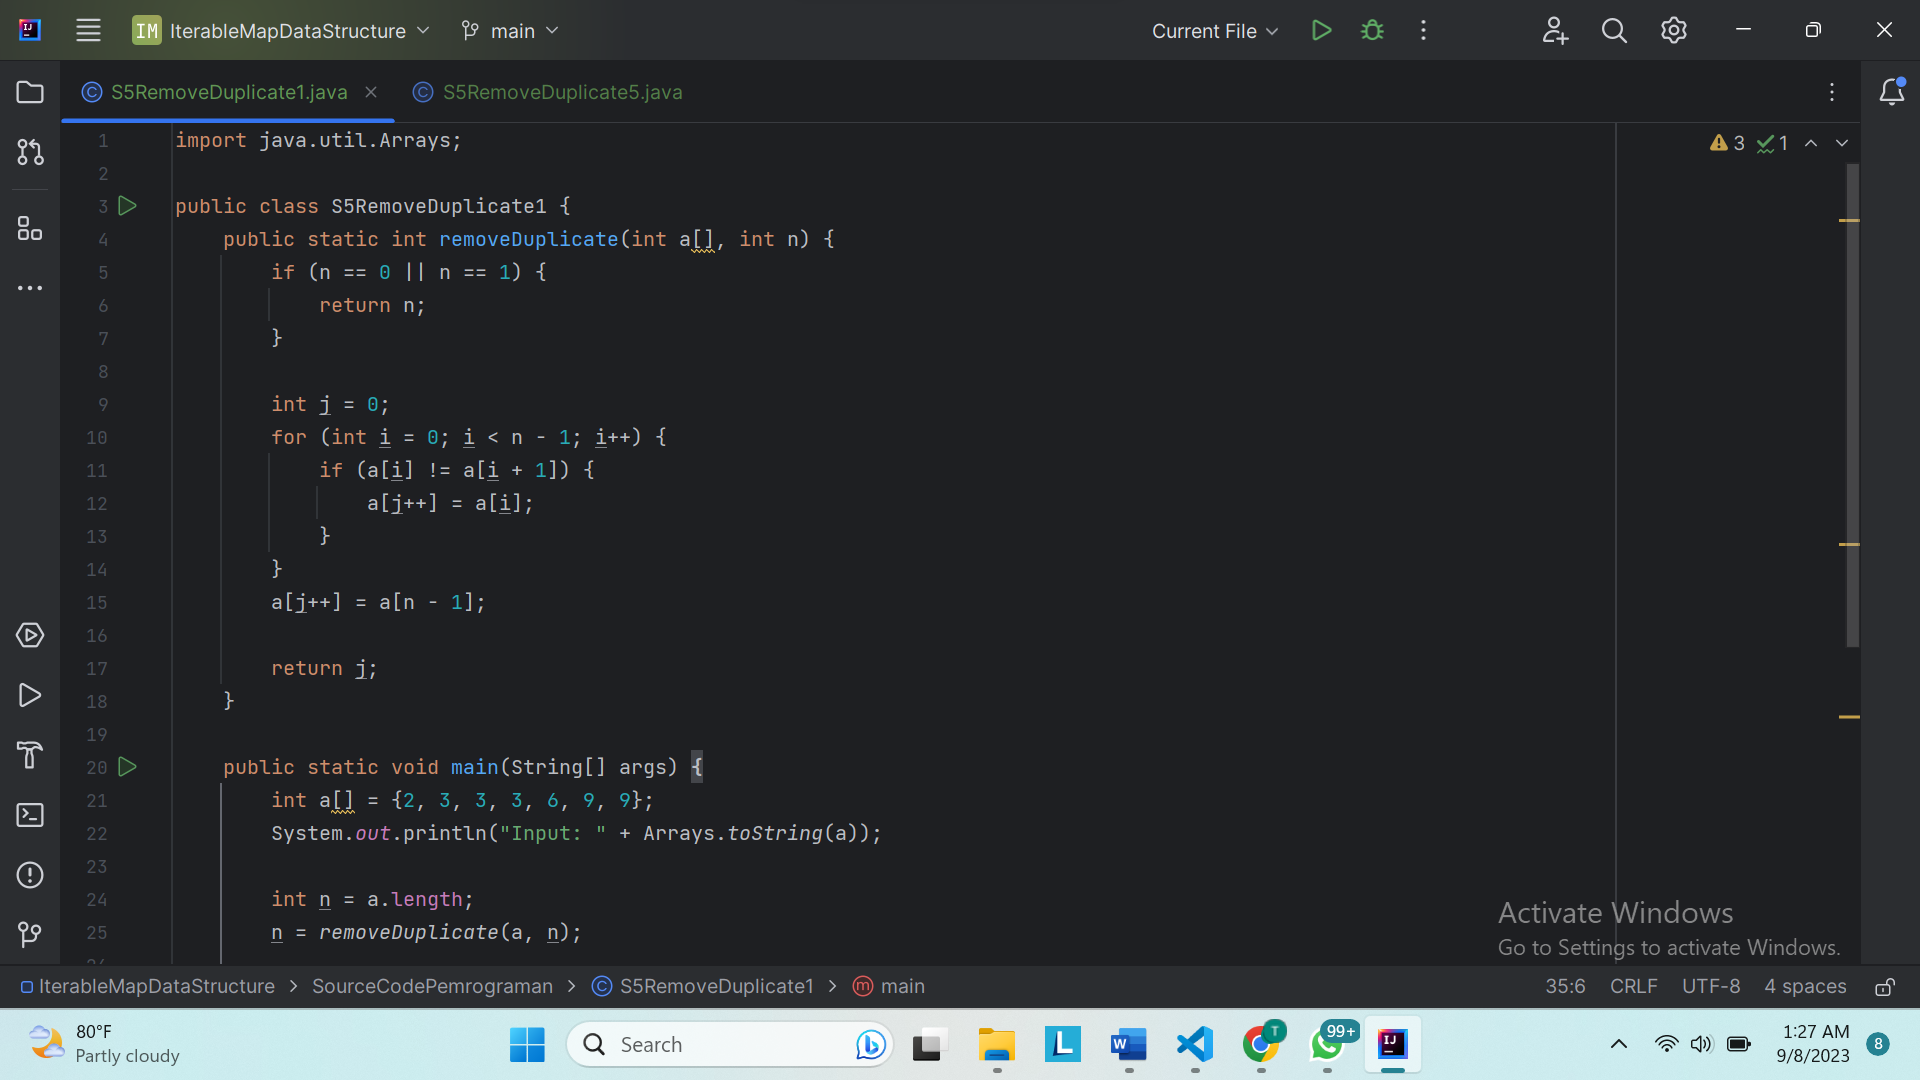 IM IterableMapDataStructure main Current File
S5RemoveDuplicate1.java S5RemoveDuplicate5.java
3 1
1 import java.util.Arrays;
2
3 public class S5RemoveDuplicate1 {
4 public static int removeDuplicate(int a[], int n) {
5 if (n == 0 || n == 1) {
6 return n;
7 }
8
9 int j = 0;
10 for (int i = 0; i < n - 1; i++) {
11 if (a[i] != a[i + 1]) {
12 a[j++] = a[i];
13 }
14 }
15 a[j++] = a[n - 1];
16
17 return j;
18 }
19
20 public static void main(String[] args) {
21 int a[] = {2, 3, 3, 3, 6, 9, 9};
22 System.out.println("Input: " + Arrays.toString(a));
23
24 int n = a.length;
25 n = removeDuplicate(a, n);
Activate Windows
Go to Settings to activate Windows.
IterableMapDataStructure > SourceCodePemrograman > S5RemoveDuplicate1 > main 35:6 CRLF UTF-8 4 spaces
80°F
Partly cloudy
Search
T
99+
1:27 AM
9/8/2023
8